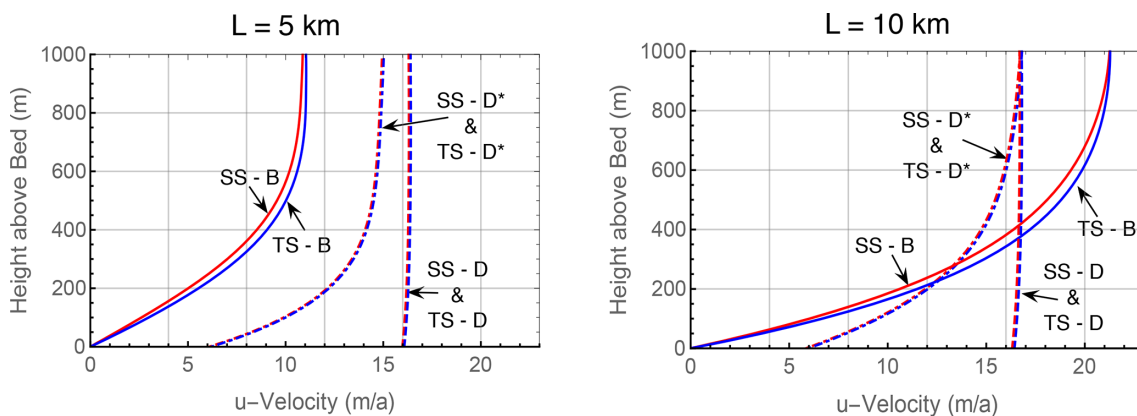 L = 5 km
1000
800
600
400
200
0
Height above Bed (m)
SS - D*
&
TS - D*
SS - B
TS - B
SS - D
&
TS - D
0 5 10 15 20
u-Velocity (m/a)
L = 10 km
1000
800
600
400
200
0
Height above Bed (m)
SS - D*
&
TS - D*
SS - B
TS - B
SS - D
&
TS - D
0 5 10 15 20
u-Velocity (m/a)